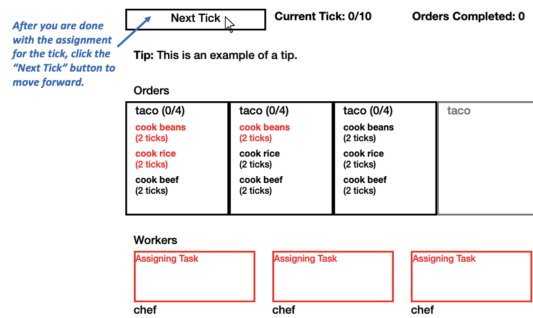 After you are done
with the assignment
for the tick, click the
“Next Tick” button to
move forward.
Next Tick
Current Tick: 0/10
Orders Completed: 0
Tip: This is an example of a tip.
Orders
taco (0/4)
cook beans
(2 ticks)
cook rice
(2 ticks)
cook beef
(2 ticks)
taco (0/4)
cook beans
(2 ticks)
cook rice
(2 ticks)
cook beef
(2 ticks)
taco (0/4)
cook beans
(2 ticks)
cook rice
(2 ticks)
cook beef
(2 ticks)
taco
Workers
Assigning Task
Assigning Task
Assigning Task
chef
chef
chef